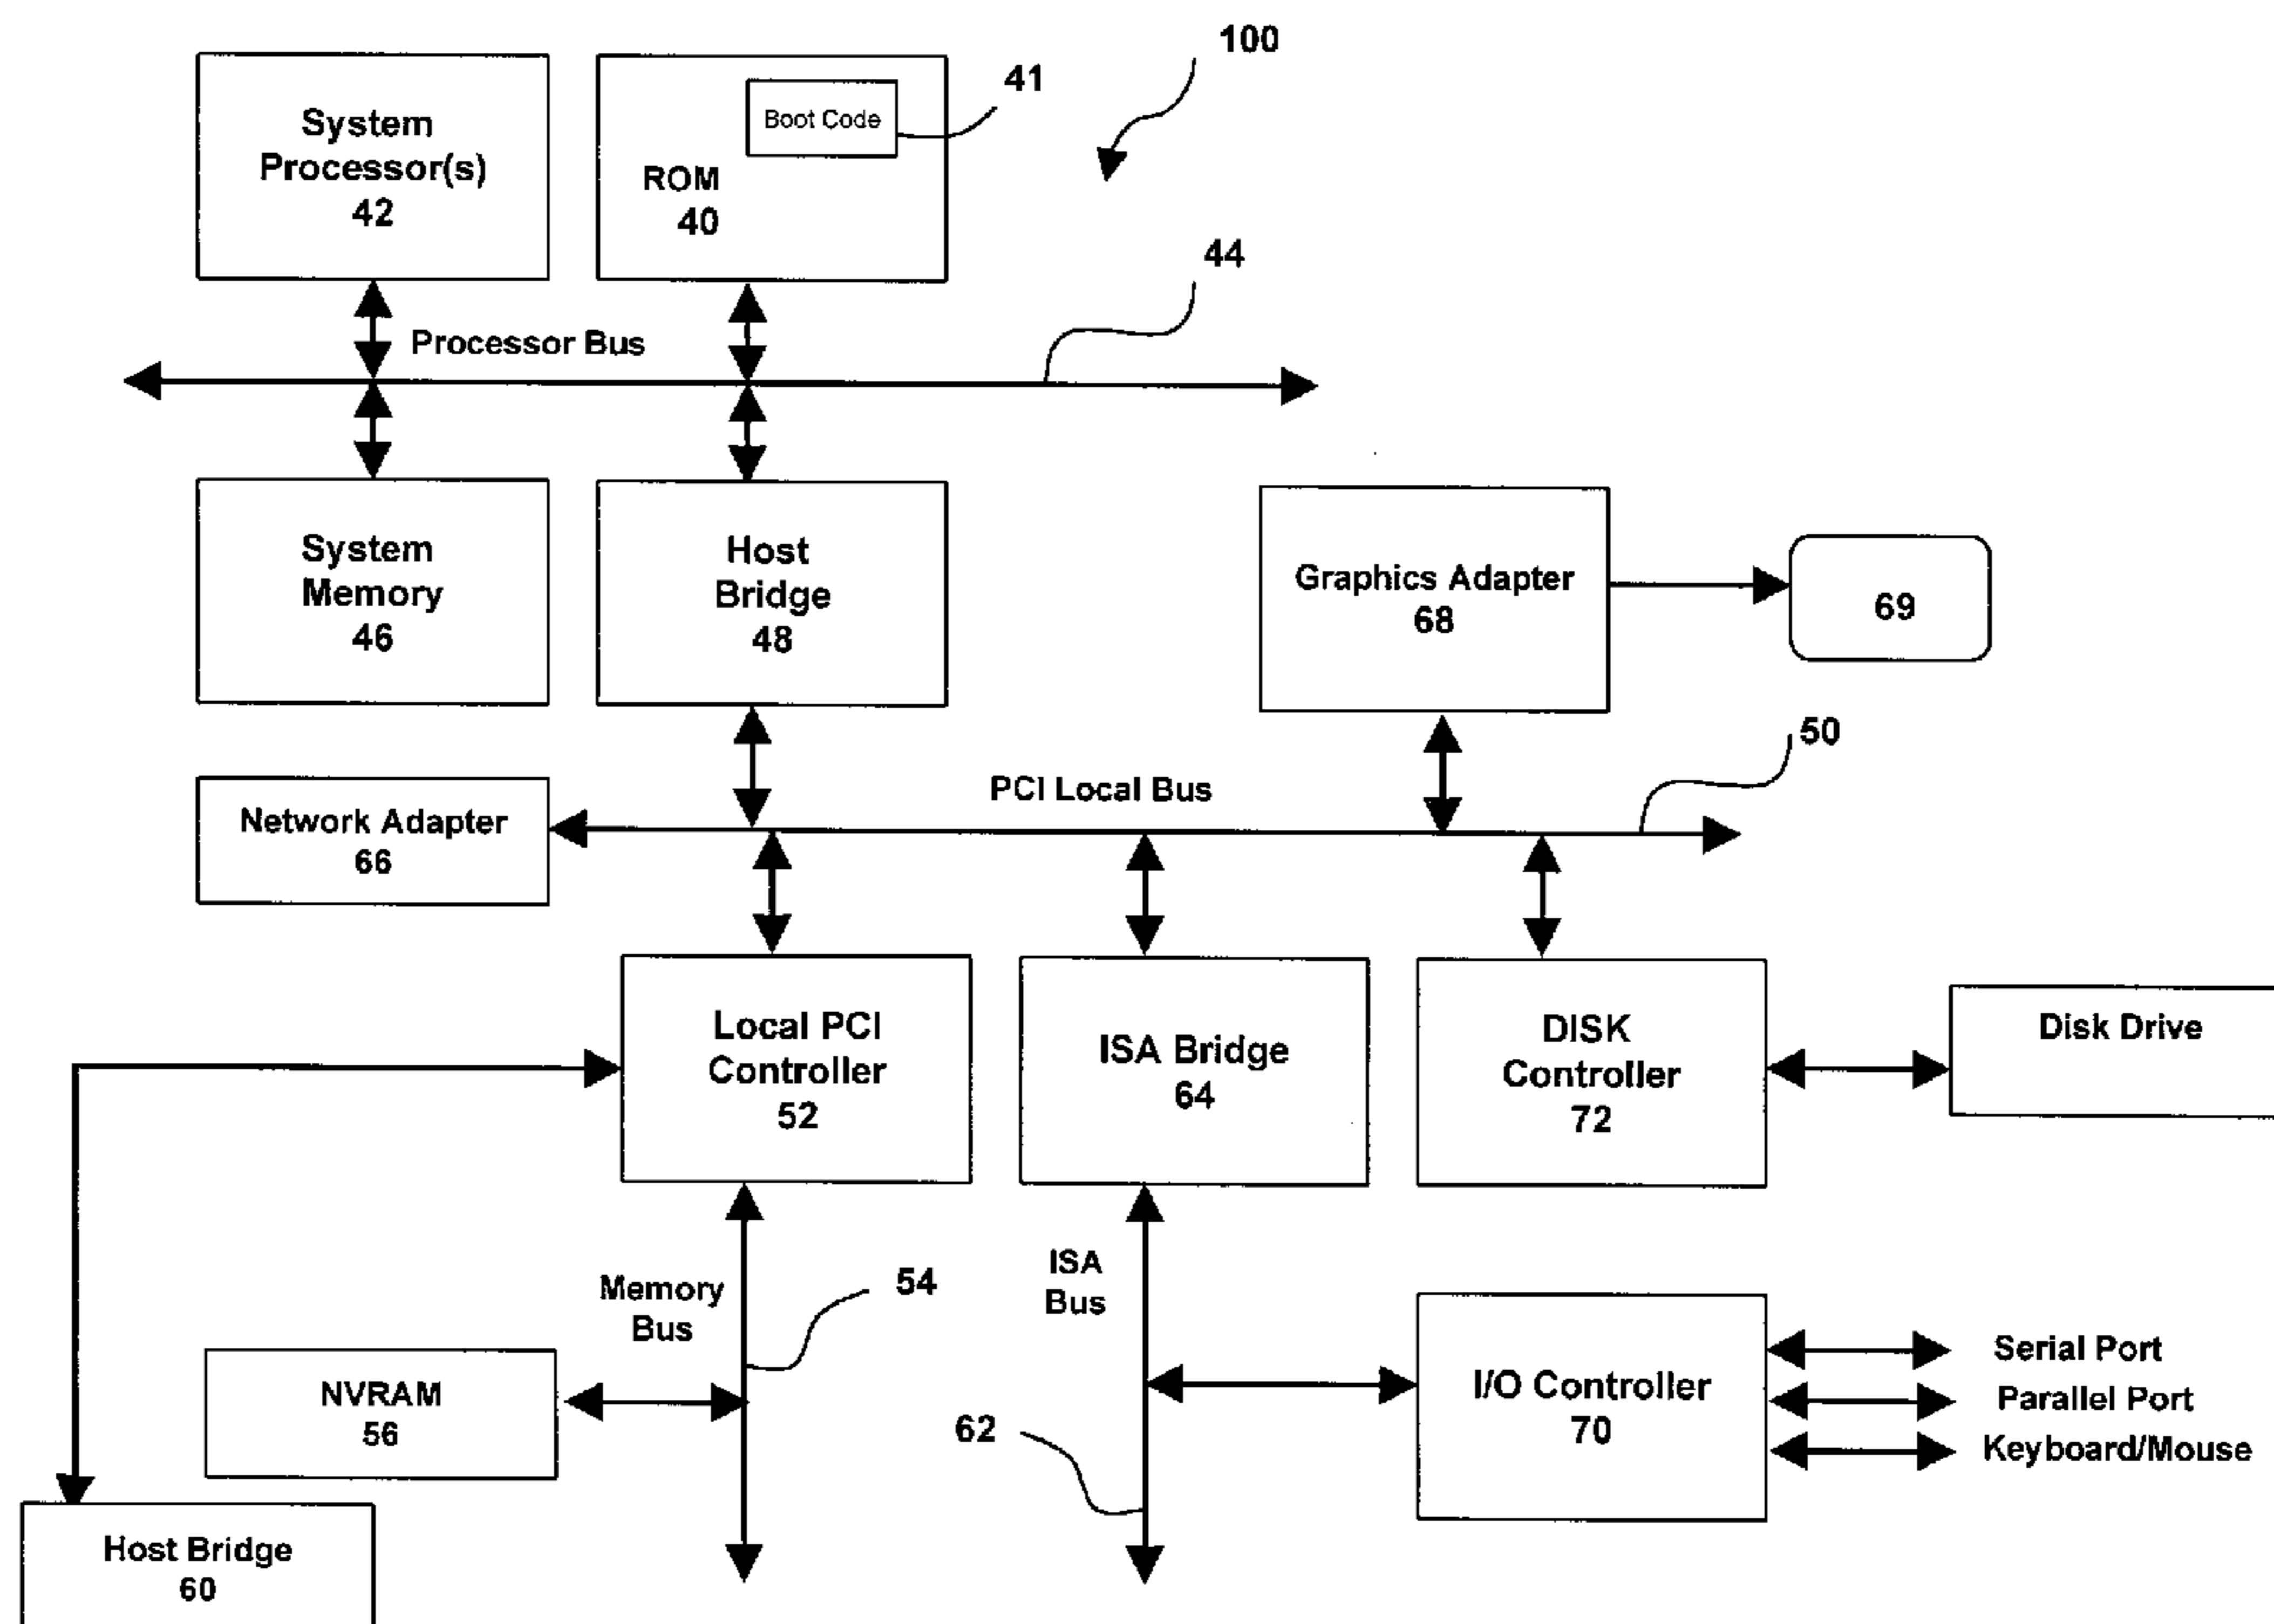 100
41
Boot Code
System
Processor(s)
42
ROM
40
44
Processor Bus
System
Memory
46
Host
Bridge
48
Graphics Adapter
68
69
50
PCI Local Bus
Network Adapter
66
Local PCI
Controller
52
ISA Bridge
64
DISK
Controller
72
Disk Drive
Memory
Bus
54
ISA
Bus
NVRAM
56
62
I/O Controller
70
Serial Port
Parallel Port
Keyboard/Mouse
Host Bridge
60